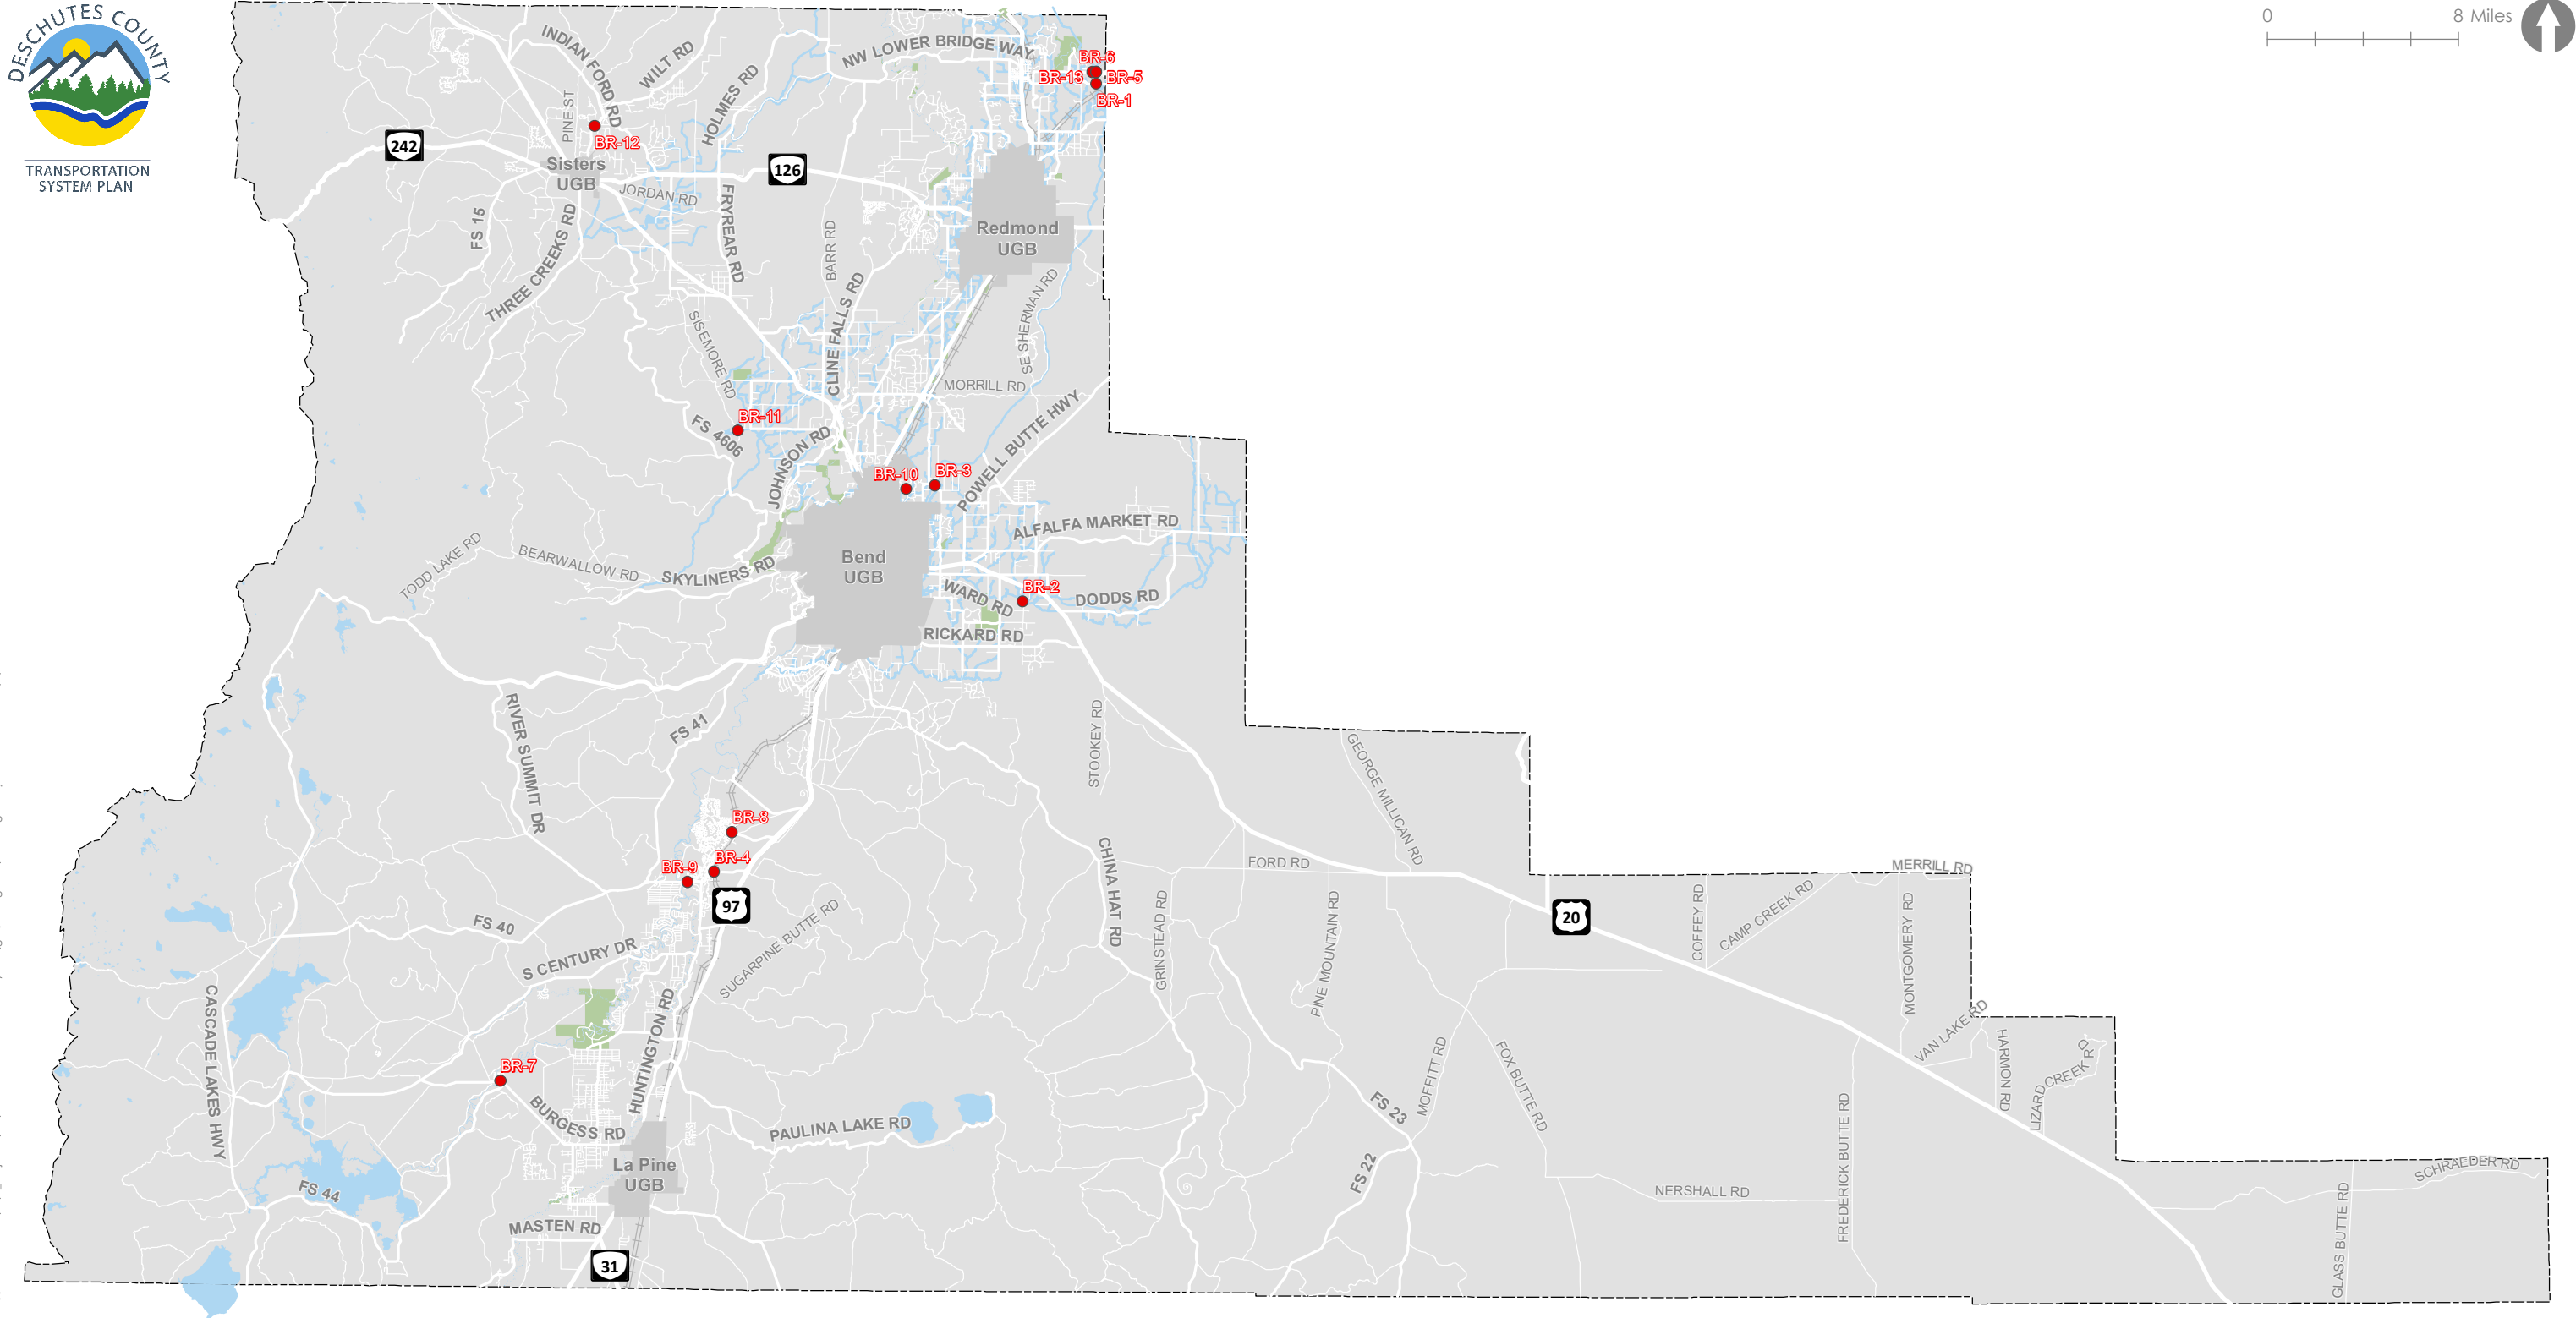 DESCHUTES COUNTY
TRANSPORTATION
SYSTEM PLAN
0
8 Miles
INDIAN FORD RD
WILT RD
NW LOWER BRIDGE WAY
BR-6
BR-13
BR-5
BR-1
HOLMES RD
PINE ST
BR-12
242
126
Sisters
UGB
JORDAN RD
FRYREAR RD
FS 15
THREE CREEKS RD
BARR RD
Redmond
UGB
CLINE FALLS RD
SE SHERMAN RD
SISEMORE RD
MORRILL RD
POWELL BUTTE HWY
BR-11
FS 4606
JOHNSON RD
BR-10
BR-3
ALFALFA MARKET RD
TODD LAKE RD
BEARWALLOW RD
SKYLINERS RD
Bend
UGB
WARD RD
BR-2
DODDS RD
RICKARD RD
RIVER SUMMIT DR
FS 41
STOOKEY RD
GEORGE MILLICAN RD
BR-8
BR-4
BR-9
97
CHINA HAT RD
FORD RD
MERRILL RD
20
COFFEY RD
CAMP CREEK RD
MONTGOMERY RD
GRINSTEAD RD
PINE MOUNTAIN RD
SUGARPINE BUTTE RD
FS 40
S CENTURY DR
CASCADE LAKES HWY
HUNTINGTON RD
VAN LAKE RD
HARMON RD
LIZARD CREEK RD
MOFFITT RD
FOX BUTTE RD
FS 23
BR-7
BURGESS RD
PAULINA LAKE RD
FREDERICK BUTTE RD
La Pine
UGB
FS 44
FS 22
NERSHALL RD
SCHRAEDER RD
GLASS BUTTE RD
MASTEN RD
31